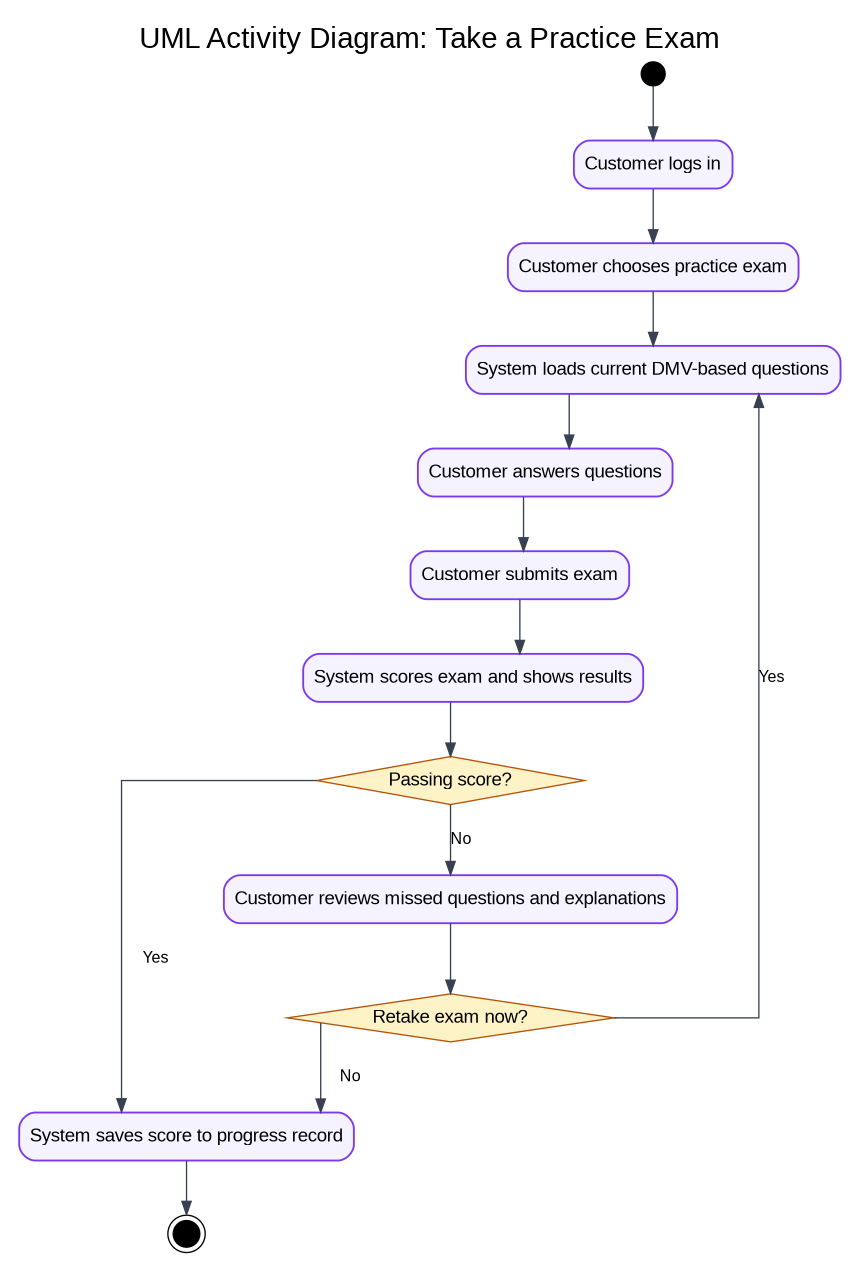 UML Activity Diagram: Take a Practice Exam
Customer logs in
Customer chooses practice exam
System loads current DMV-based questions
Customer answers questions
Customer submits exam
System scores exam and shows results
Yes
Passing score?
No
Customer reviews missed questions and explanations
Yes
Retake exam now?
No
System saves score to progress record